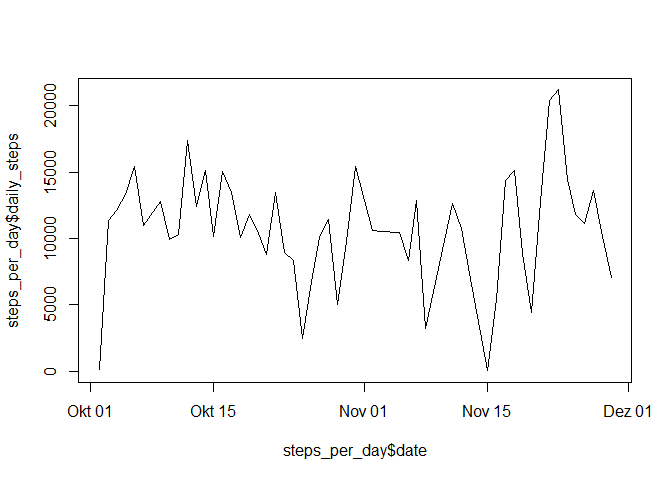 steps_per_day$daily_steps
20000
15000
10000
5000
0
Okt 01
Okt 15
Nov 01
Nov 15
Dez 01
steps_per_day$date